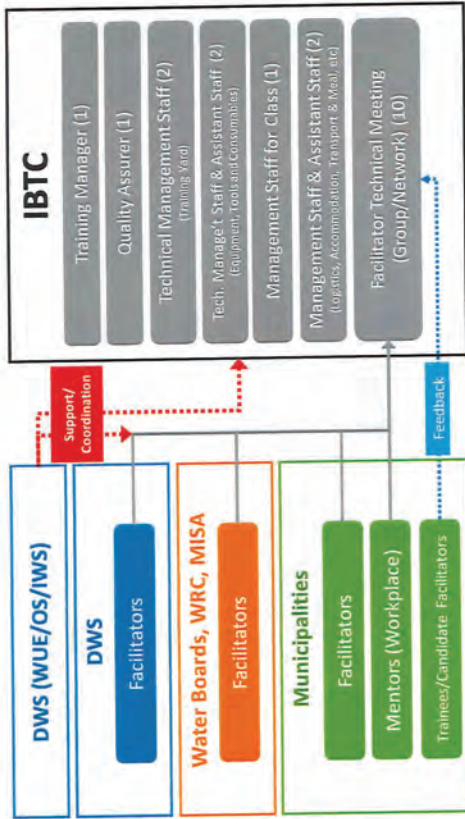 DWS (WUE/OS/IWS)
DWS
Facilitators
Water Boards, WRC, MISA
Facilitators
Municipalities
Facilitators
Mentors (Workplace)
Trainees/Candidate Facilitators
Support/
Coordination
Feedback
IBTC
Training Manager (1)
Quality Assurer (1)
Technical Management Staff (2)
(Training Yard)
Tech. Manage't Staff & Assistant Staff (2)
(Equipment, Tools and Consumables)
Management Staff for Class (1)
Management Staff & Assistant Staff (2)
(Logistics, Accommodation, Transport & Meal, etc)
Facilitator Technical Meeting
(Group/Network) (10)